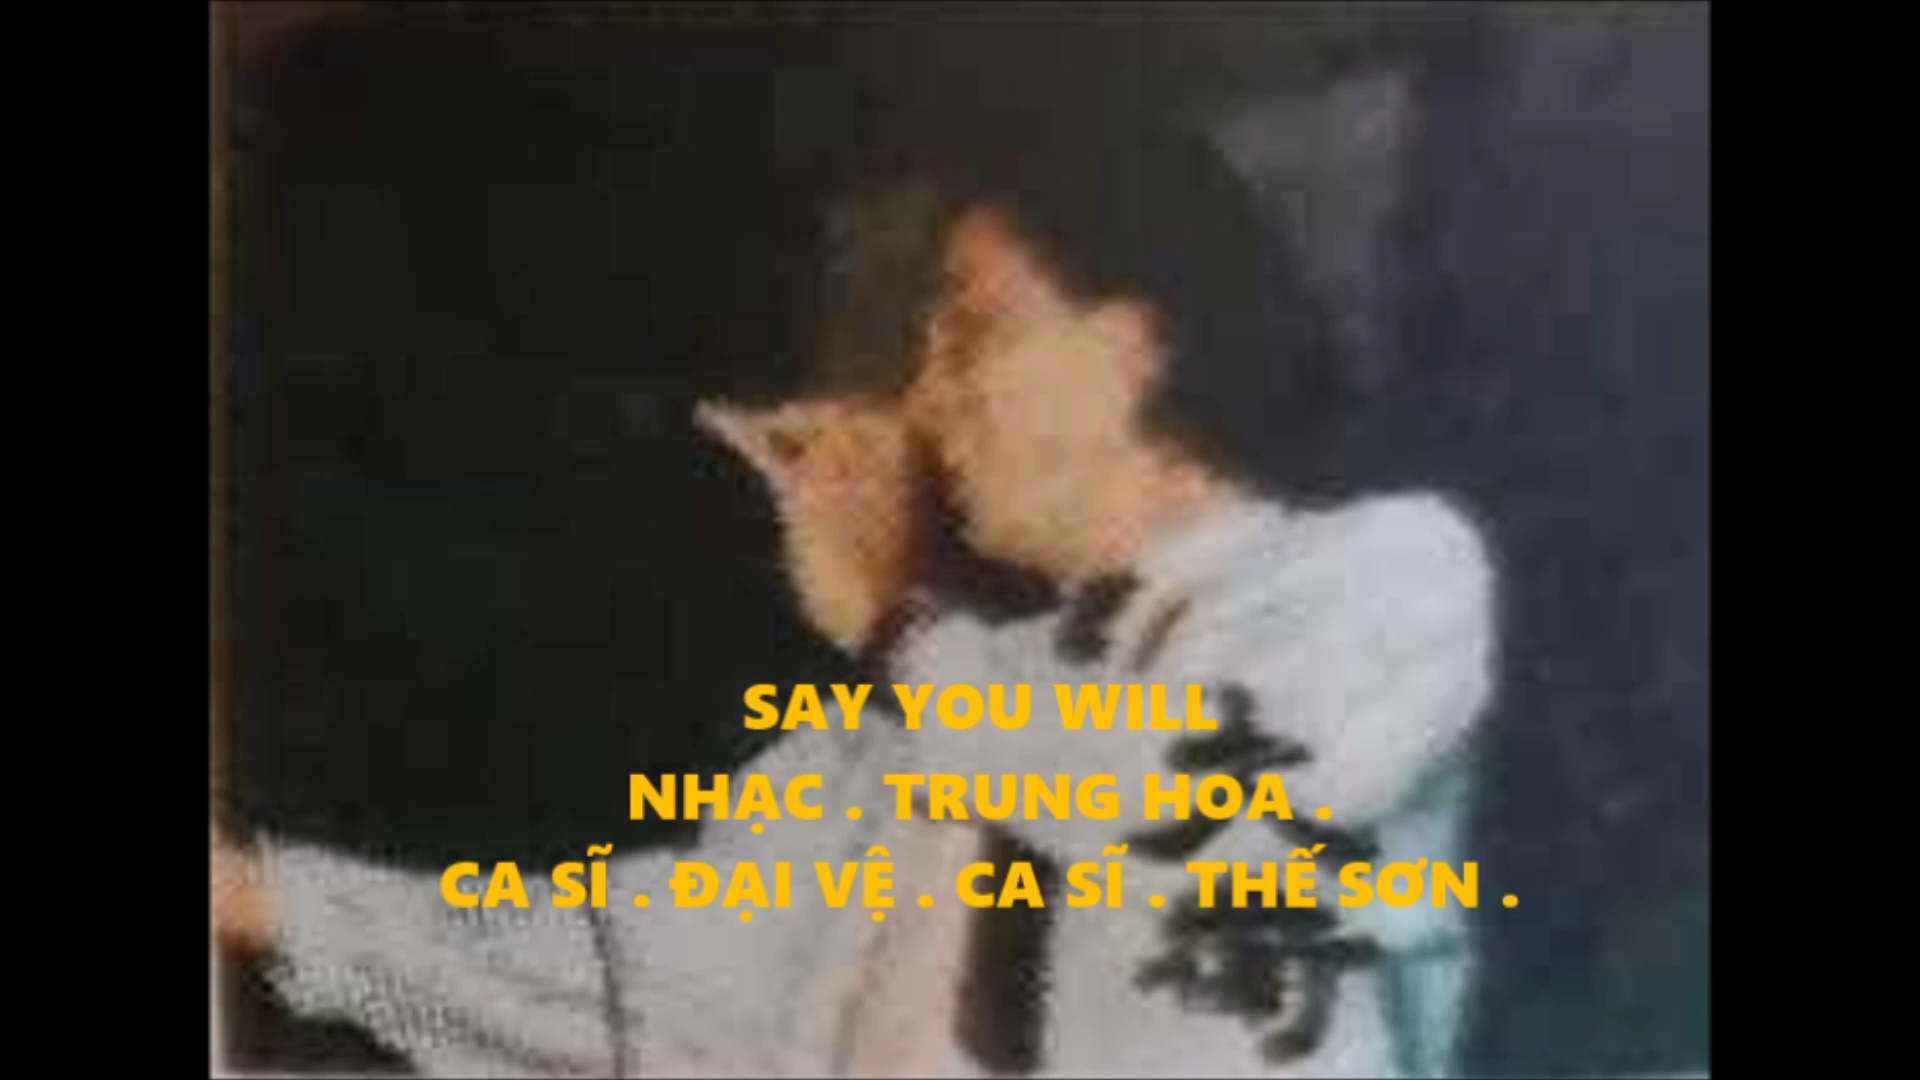 SAY YOU WILL
NHẠC . TRUNG HOA .
CA SĨ . ĐẠI VỆ . CA SĨ . THẾ SƠN .